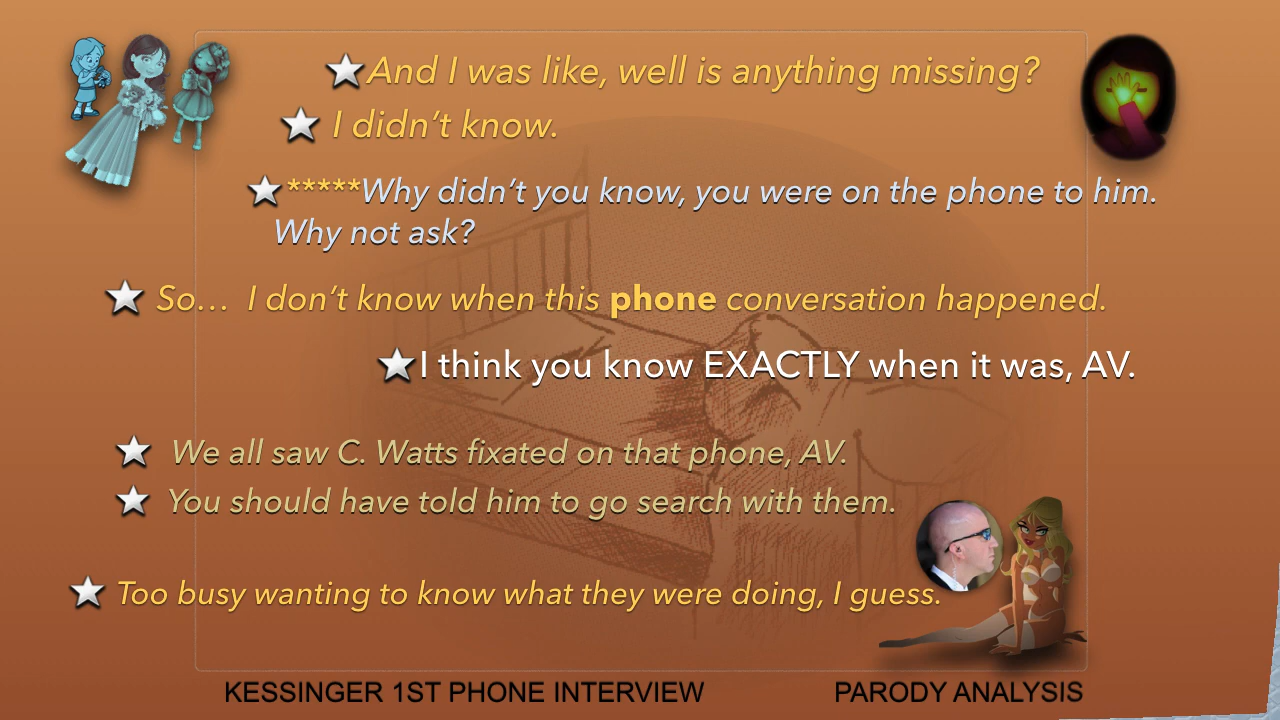 And I was like, well is anything missing?
I didn’t know.
*****Why didn’t you know, you were on the phone to him.
Why not ask?
So… I don’t know when this phone conversation happened.
I think you know EXACTLY when it was, AV.
We all saw C. Watts fixated on that phone, AV.
You should have told him to go search with them.
Too busy wanting to know what they were doing, I guess.
KESSINGER 1ST PHONE INTERVIEW
PARODY ANALYSIS